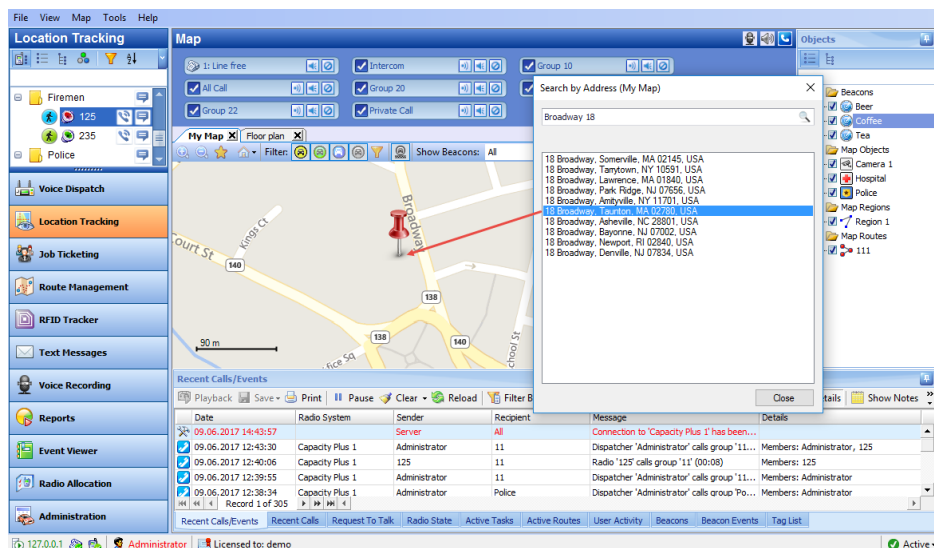 File View Map Tools Help
Location Tracking
Firemen
125
235
Police
Voice Dispatch
Location Tracking
Job Ticketing
Route Management
RFID Tracker
Text Messages
Voice Recording
Reports
Event Viewer
Radio Allocation
Administration
Map
1: Line free
Intercom
Group 10
All Call
Group 20
Group 22
Private Call
My Map X Floor plan X
Filter:
Show Beacons: All
Broadway
Kings Ct
Court St
140
138
138
140
School St
fice Sq
90 m
Search by Address (My Map)
Broadway 18
18 Broadway, Somerville, MA 02145, USA
18 Broadway, Tarrytown, NY 10591, USA
18 Broadway, Lawrence, MA 01840, USA
18 Broadway, Park Ridge, NJ 07656, USA
18 Broadway, Amityville, NY 11701, USA
18 Broadway, Taunton, MA 02780, USA
18 Broadway, Asheville, NC 28801, USA
18 Broadway, Bayonne, NJ 07002, USA
18 Broadway, Newport, RI 02840, USA
18 Broadway, Denville, NJ 07834, USA
Close
Objects
Beacons
Beer
Coffee
Tea
Map Objects
Camera 1
Hospital
Police
Map Regions
Region 1
Map Routes
111
Recent Calls/Events
Playback Save Print Pause Clear Reload Filter B tails Show Notes
Date Radio System Sender Recipient Message Details
09.06.2017 14:43:57 Server All Connection to 'Capacity Plus 1' has been...
09.06.2017 12:43:30 Capacity Plus 1 Administrator 11 Dispatcher 'Administrator' calls group '11... Members: Administrator, 125
09.06.2017 12:40:06 Capacity Plus 1 125 11 Radio '125' calls group '11' (00:08) Members: 125
09.06.2017 12:39:55 Capacity Plus 1 Administrator 11 Dispatcher 'Administrator' calls group '11... Members: Administrator
09.06.2017 12:38:34 Capacity Plus 1 Administrator Police Dispatcher 'Administrator' calls group 'Po... Members: Administrator
Record 1 of 305
Recent Calls/Events Recent Calls Request To Talk Radio State Active Tasks Active Routes User Activity Beacons Beacon Events Tag List
127.0.0.1 Administrator Licensed to: demo Active